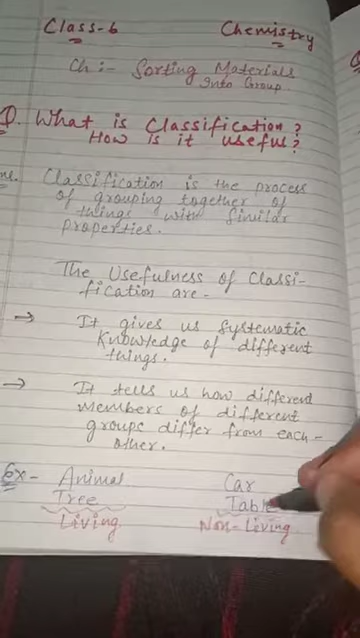 Class-6 Chemistry
Ch:- Sorting Materials
Into Group.
Q. What is Classification?
How is it useful?
Ans. Classification is the process
of grouping together of
things with Similar
properties.
The Usefulness of Classi-
fication are-
→ It gives us Systematic
Knowledge of different
things.
→ It tells us how different
members of different
groups differ from each-
other.
Ex- Animal Car
Tree Table
Living Non-Living